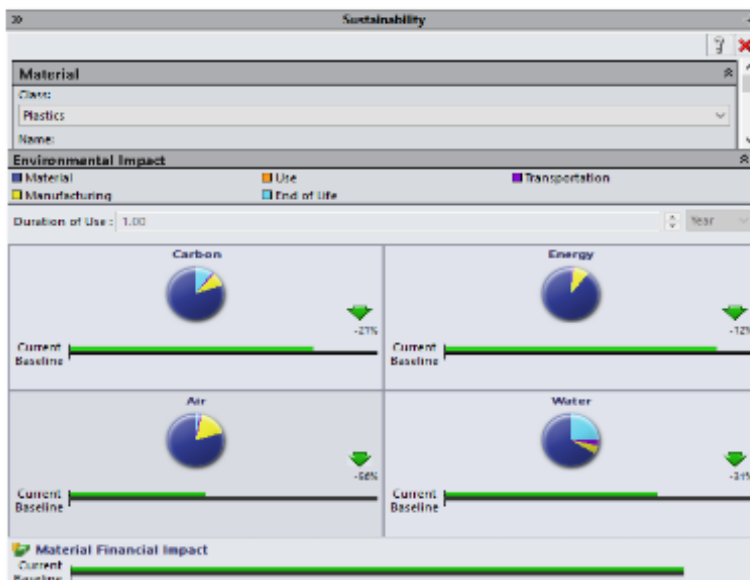 Sustainability
Material
Class:
Plastics
Name:
Environmental Impact
Material Use Transportation
Manufacturing End of Life
Duration of Use : 1.00 Year
Carbon Energy
-21% -12%
Current Current
Baseline Baseline
Air Water
-56% -31%
Current Current
Baseline Baseline
Material Financial Impact
Current
Baseline